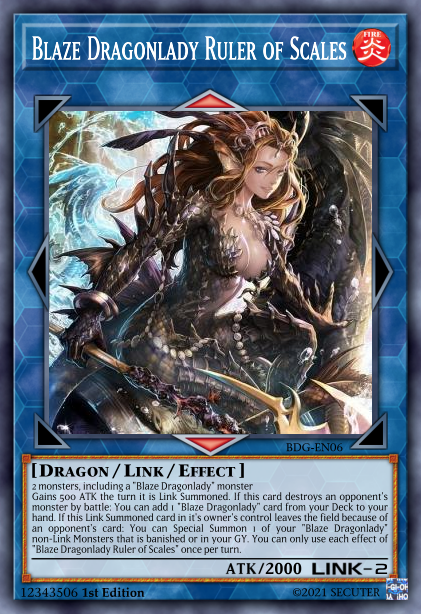 Blaze Dragonlady Ruler of Scales
FIRE
炎
BDG-EN06
[Dragon/Link/Effect]
2 monsters, including a "Blaze Dragonlady" monster
Gains 500 ATK the turn it is Link Summoned. If this card destroys an opponent's
monster by battle: You can add 1 "Blaze Dragonlady" card from your Deck to your
hand. If this Link Summoned card in it's owner's control leaves the field because of
an opponent's card: You can Special Summon 1 of your "Blaze Dragonlady"
non-Link Monsters that is banished or in your GY. You can only use each effect of
"Blaze Dragonlady Ruler of Scales" once per turn.
ATK/2000 LINK-2
12343506 1st Edition
©2021 SECUTER